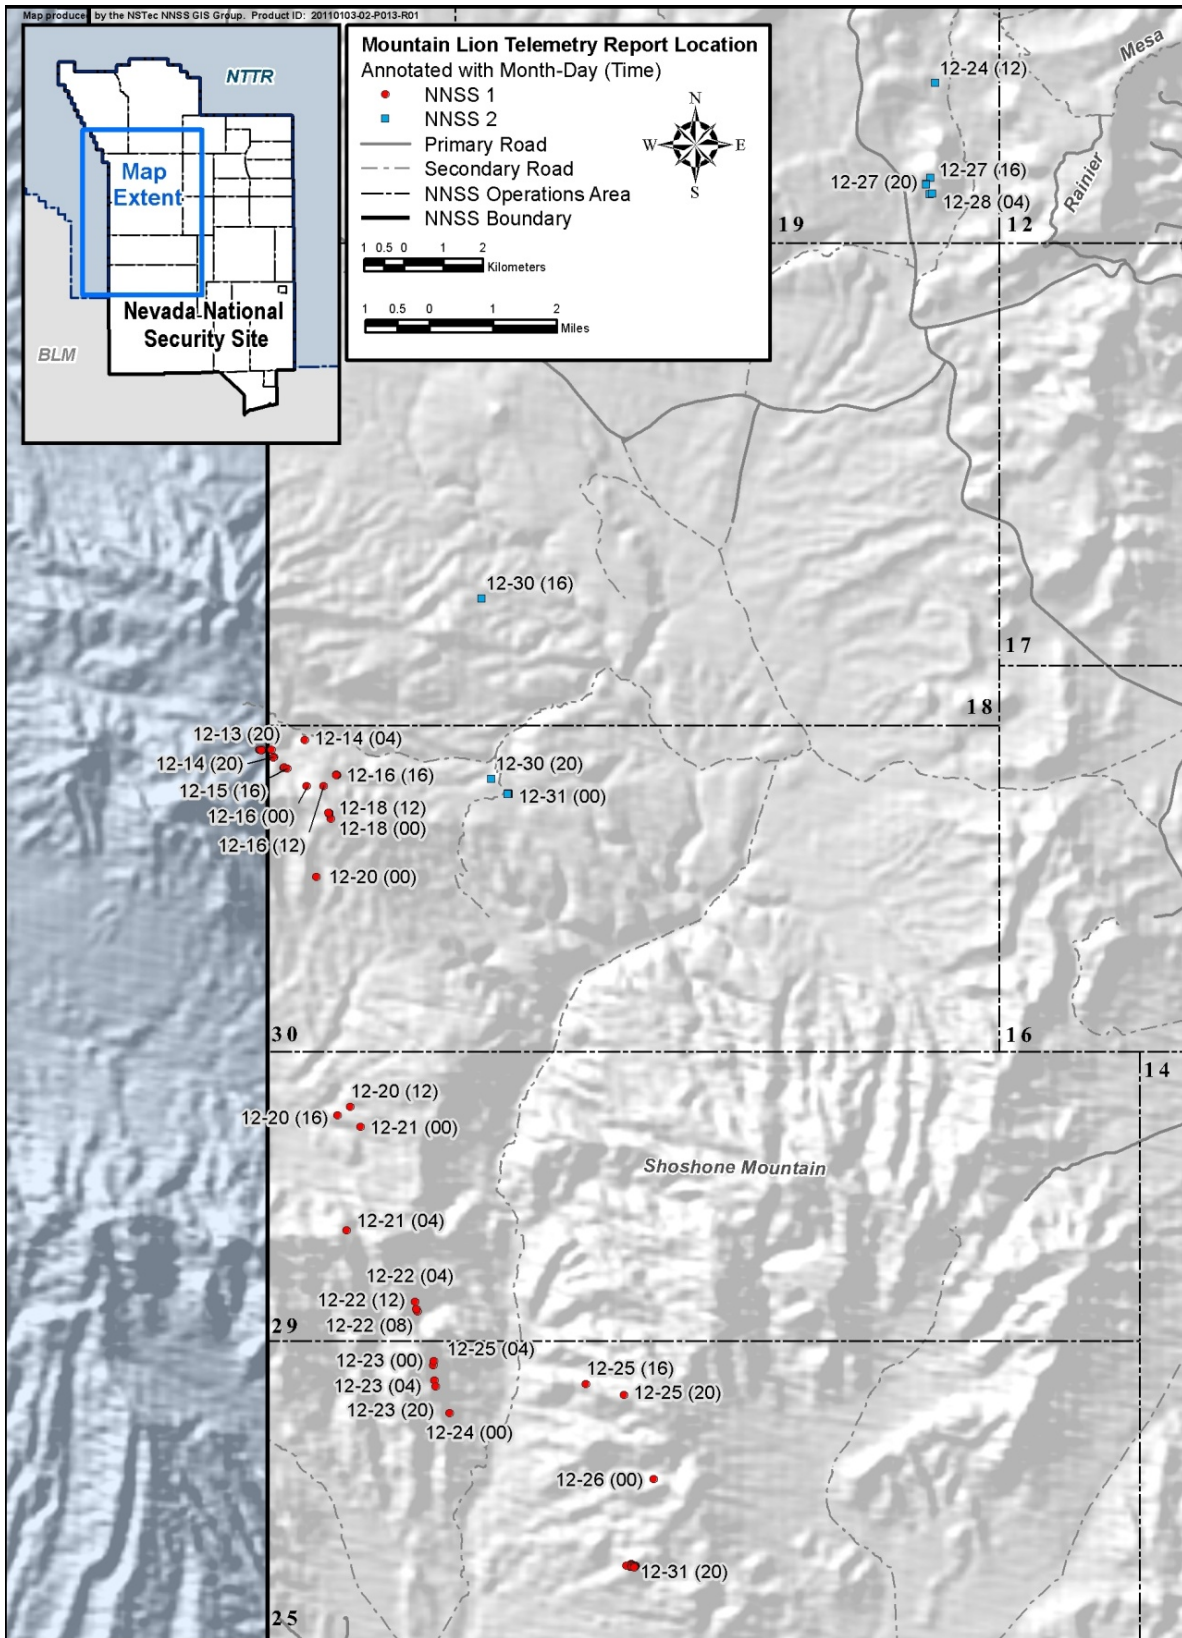 Map produced by the NSTec NNSS GIS Group. Product ID: 20110103-02-P013-R01
NTTR
Map
Extent
Nevada National
Security Site
BLM
Mountain Lion Telemetry Report Location
Annotated with Month-Day (Time)
NNSS 1
NNSS 2
Primary Road
Secondary Road
NNSS Operations Area
NNSS Boundary
N
W E
S
1 0.5 0 1 2
Kilometers
1 0.5 0 1 2
Miles
Mesa
12-24 (12)
12-27 (16)
12-27 (20)
12-28 (04)
Rainier
19
12
12-30 (16)
17
18
12-13 (20)
12-14 (04)
12-14 (20)
12-15 (16)
12-16 (16)
12-30 (20)
12-31 (00)
12-16 (00)
12-18 (12)
12-18 (00)
12-16 (12)
12-20 (00)
30
16
14
12-20 (12)
12-20 (16)
12-21 (00)
Shoshone Mountain
12-21 (04)
12-22 (04)
12-22 (12)
12-22 (08)
29
12-25 (04)
12-23 (00)
12-25 (16)
12-23 (04)
12-25 (20)
12-23 (20)
12-24 (00)
12-26 (00)
12-31 (20)
25